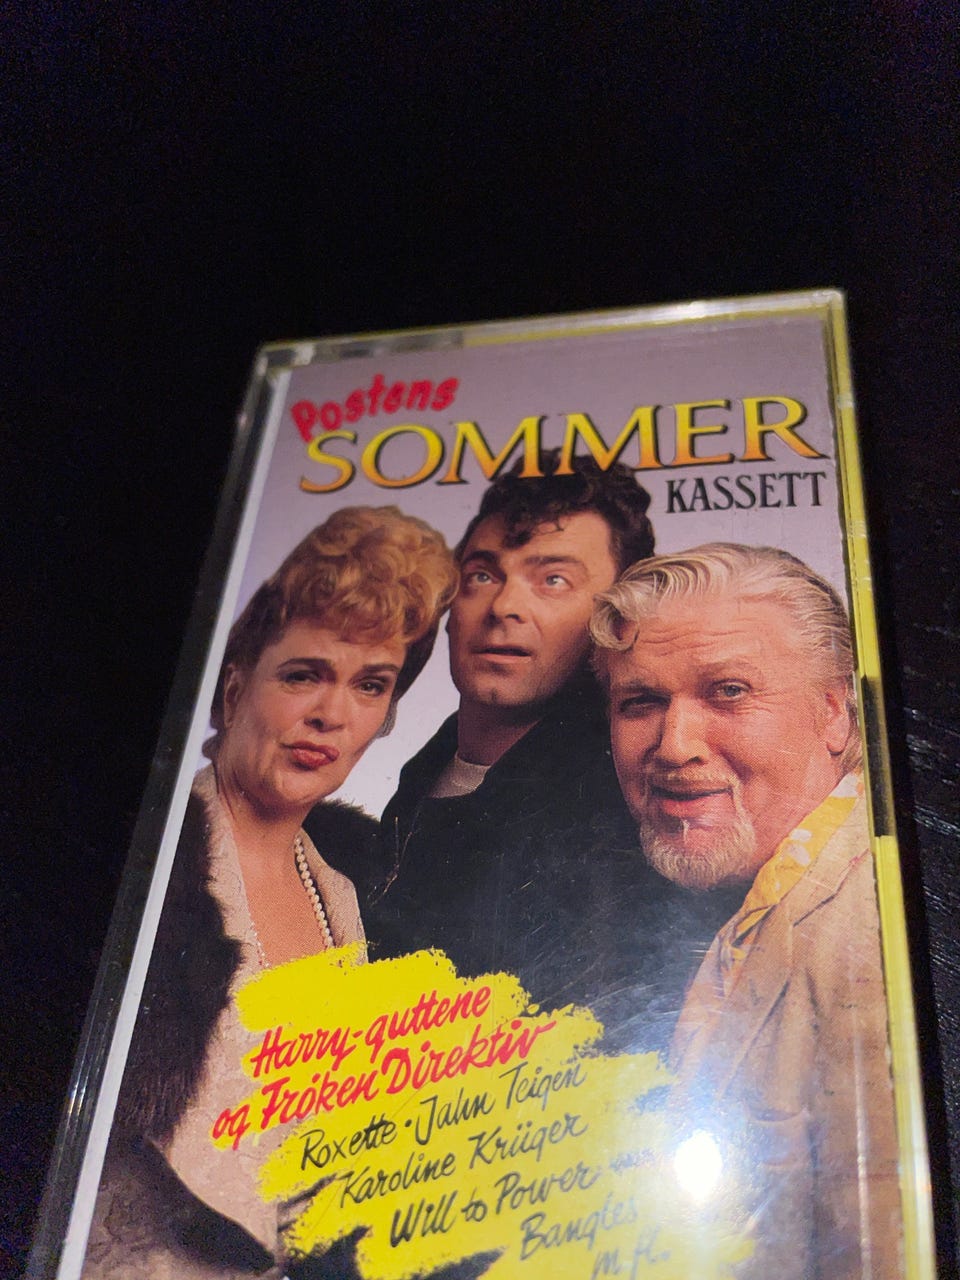 Postens
SOMMER
KASSETT
Harry-guttene
og Frøken Direktiv
Roxette · Jahn Teigen
Karoline Krüger
Will to Power
Bangles
m.fl.